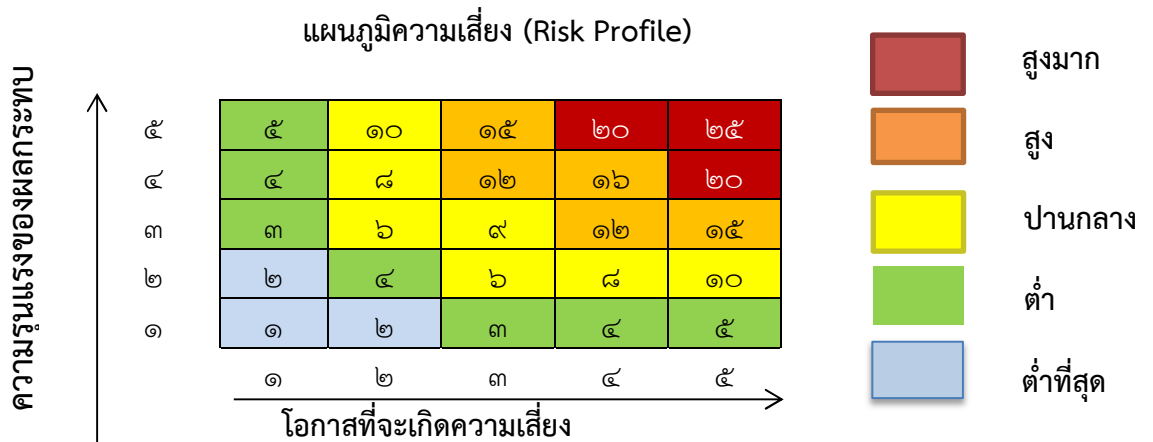 แผนภูมิความเสี่ยง (Risk Profile)
ความรุนแรงของผลกระทบ
๕ ๕ ๑๐ ๑๕ ๒๐ ๒๕
๔ ๔ ๘ ๑๒ ๑๖ ๒๐
๓ ๓ ๖ ๙ ๑๒ ๑๕
๒ ๒ ๔ ๖ ๘ ๑๐
๑ ๑ ๒ ๓ ๔ ๕
๑ ๒ ๓ ๔ ๕
โอกาสที่จะเกิดความเสี่ยง
สูงมาก
สูง
ปานกลาง
ต่ำ
ต่ำที่สุด